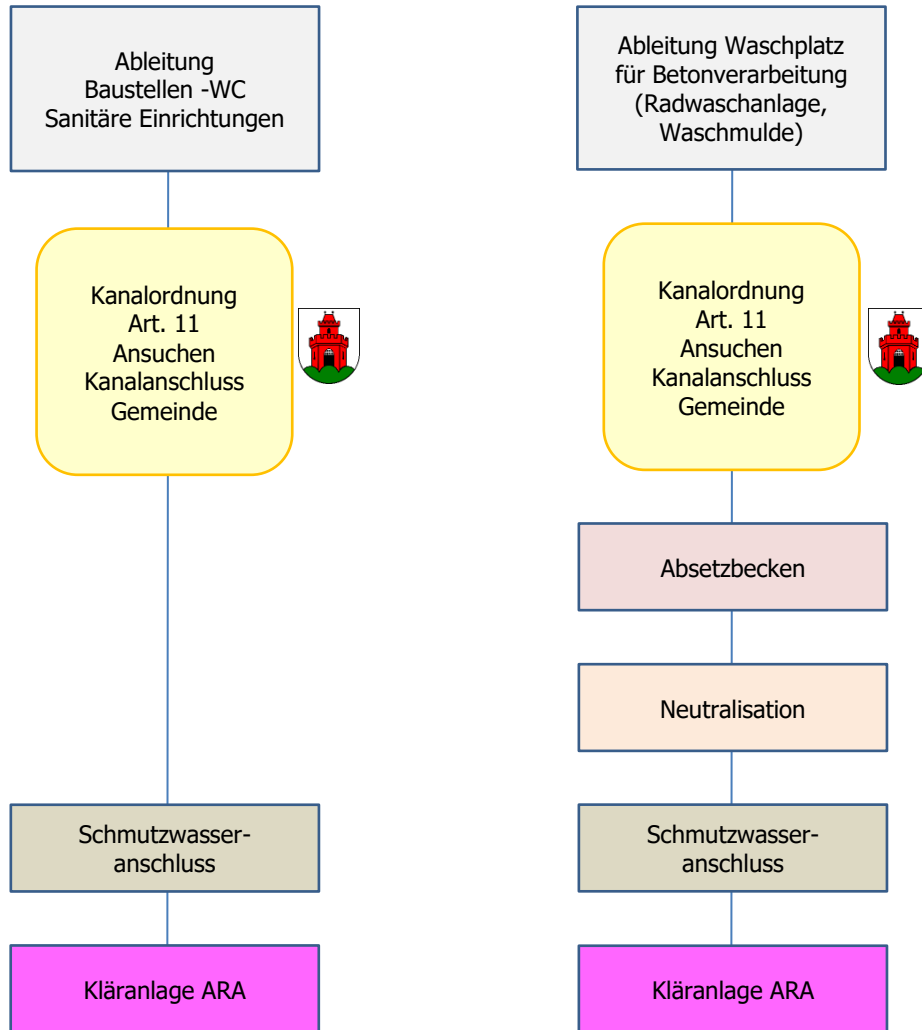 Ableitung
Baustellen -WC
Sanitäre Einrichtungen
Kanalordnung
Art. 11
Ansuchen
Kanalanschluss
Gemeinde
Schmutzwasser-
anschluss
Kläranlage ARA
Ableitung Waschplatz
für Betonverarbeitung
(Radwaschanlage,
Waschmulde)
Kanalordnung
Art. 11
Ansuchen
Kanalanschluss
Gemeinde
Absetzbecken
Neutralisation
Schmutzwasser-
anschluss
Kläranlage ARA